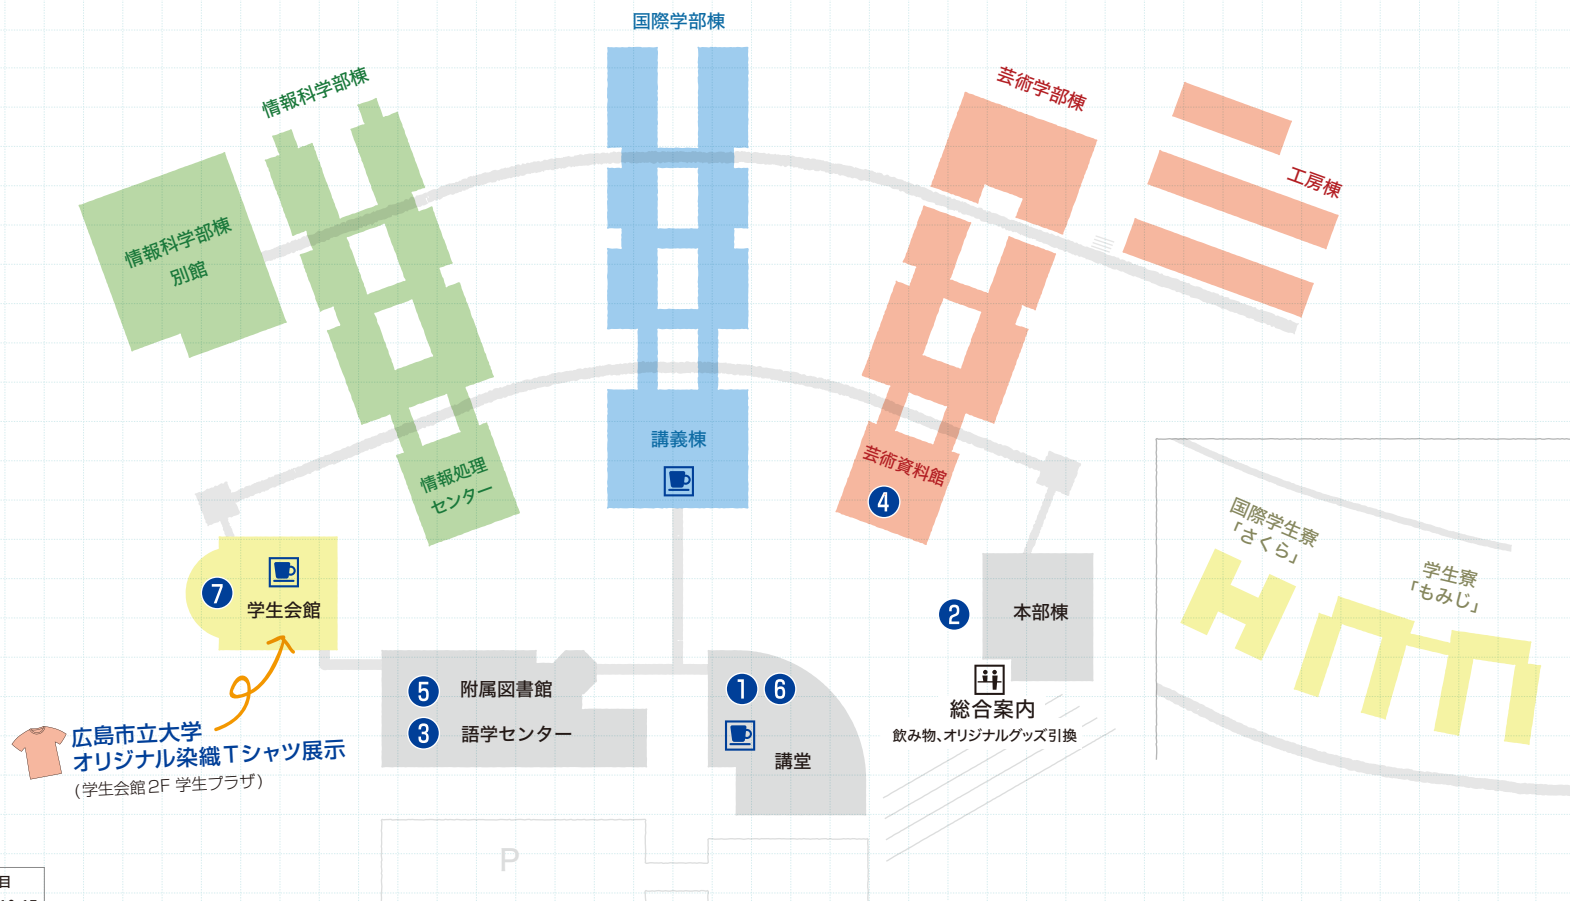 国際学部棟
情報科学部棟
芸術学部棟
工房棟
情報科学部棟
別館
講義棟
芸術資料館
4
情報処理
センター
国際学生寮
「さくら」
学生寮
「もみじ」
7
学生会館
2
本部棟
5 附属図書館
3 語学センター
1 6
講堂
総合案内
飲み物、オリジナルグッズ引換
広島市立大学
オリジナル染織Tシャツ展示
(学生会館2F 学生プラザ)
P
目